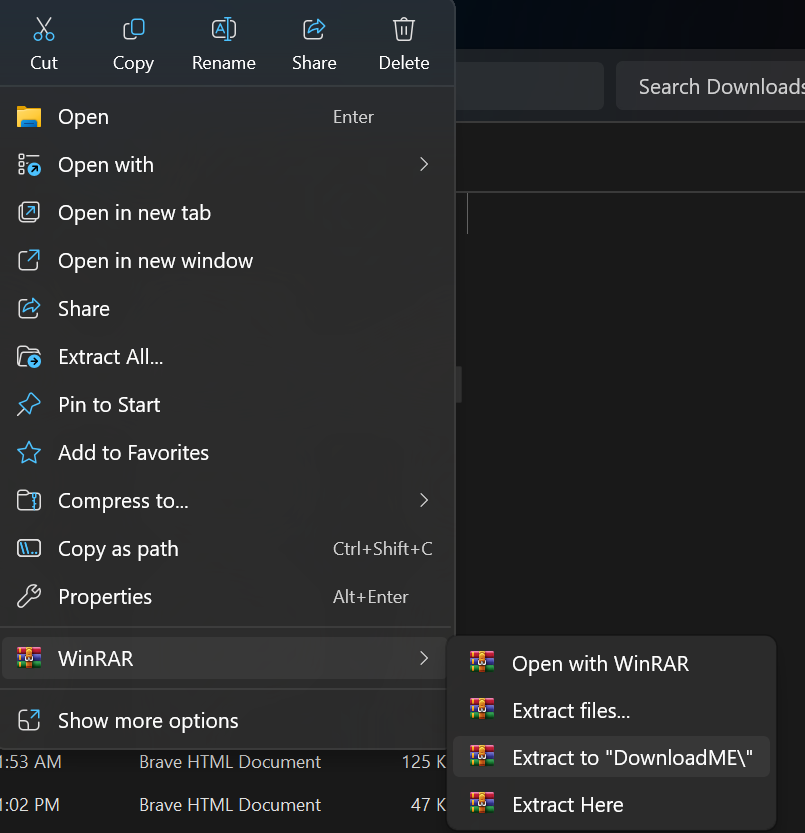 Cut Copy Rename Share Delete
Search Downloads
Open Enter
Open with
Open in new tab
Open in new window
Share
Extract All...
Pin to Start
Add to Favorites
Compress to...
Copy as path Ctrl+Shift+C
Properties Alt+Enter
WinRAR
Open with WinRAR
Extract files...
Show more options
Extract to "DownloadME\"
:53 AM Brave HTML Document 125 K
Extract Here
:02 PM Brave HTML Document 47 K